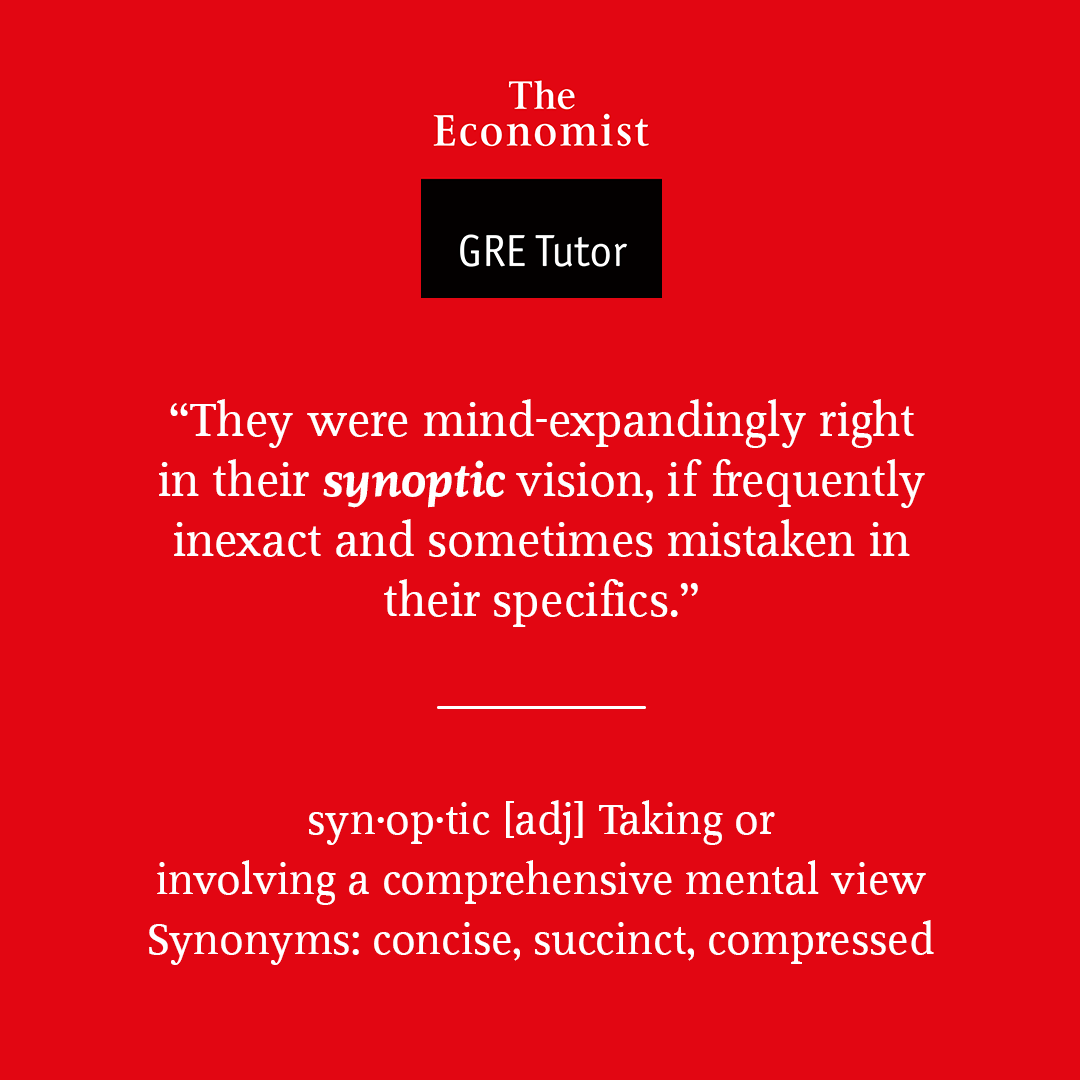 The
Economist
GRE Tutor
“They were mind-expandingly right
in their synoptic vision, if frequently
inexact and sometimes mistaken in
their specifics.”
syn·op·tic [adj] Taking or
involving a comprehensive mental view
Synonyms: concise, succinct, compressed